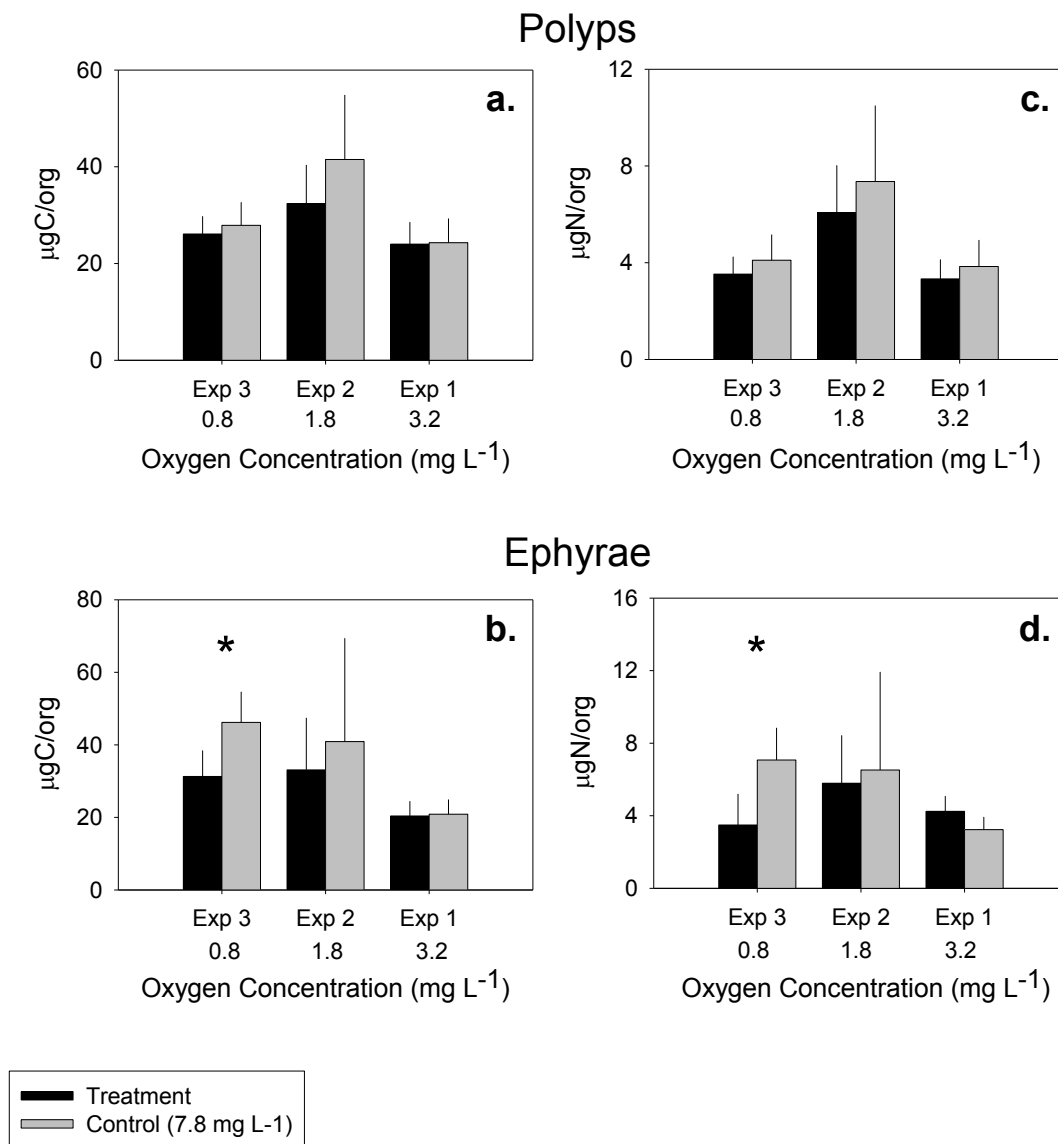 Polyps
60
40
20
0
µgC/org
a.
Exp 3 Exp 2 Exp 1
0.8 1.8 3.2
Oxygen Concentration (mg L-1)
12
8
4
0
µgN/org
c.
Exp 3 Exp 2 Exp 1
0.8 1.8 3.2
Oxygen Concentration (mg L-1)
Ephyrae
80
60
40
20
0
µgC/org
b.
*
Exp 3 Exp 2 Exp 1
0.8 1.8 3.2
Oxygen Concentration (mg L-1)
16
12
8
4
0
µgN/org
d.
*
Exp 3 Exp 2 Exp 1
0.8 1.8 3.2
Oxygen Concentration (mg L-1)
Treatment
Control (7.8 mg L-1)